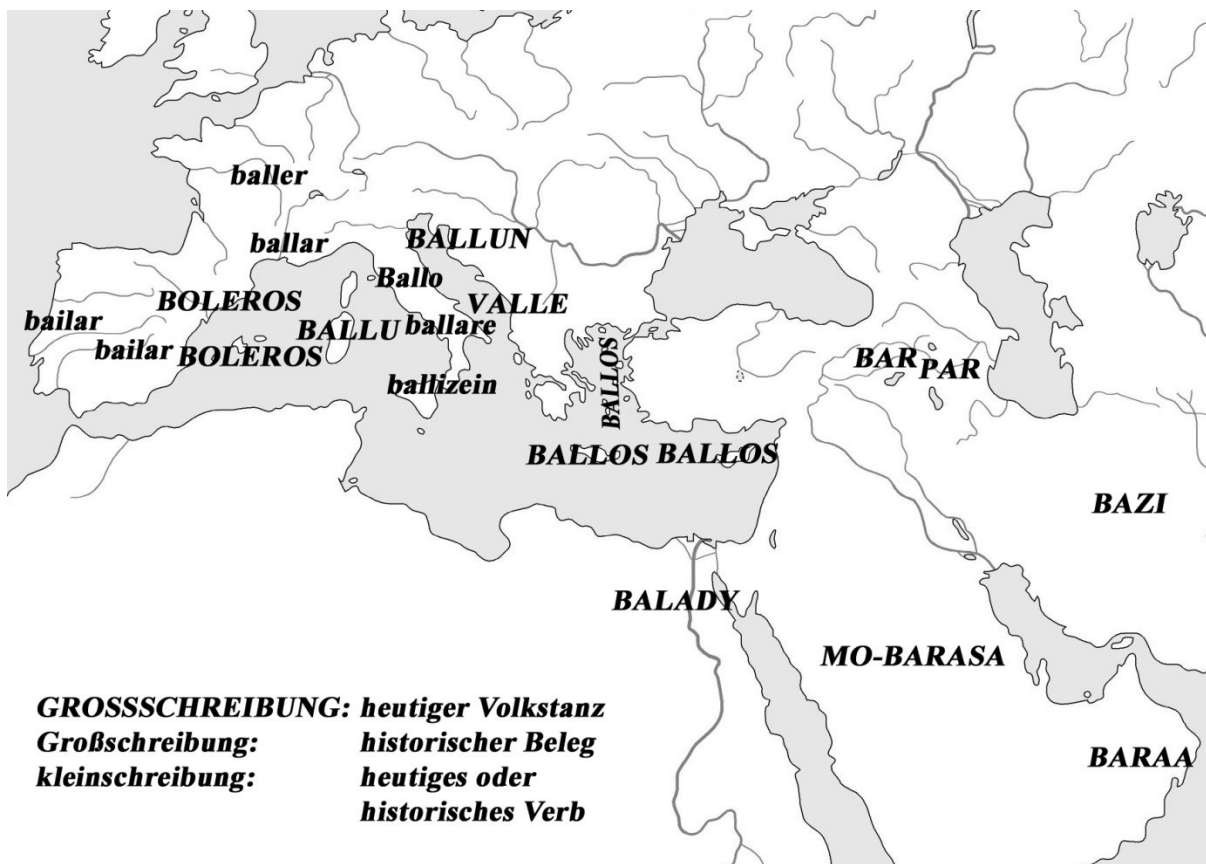 baller
ballar
BALLUN
Ballo
BOLEROS
VALLE
bailar
BALLU
ballare
bailar
BOLEROS
ballizein
BALLOS
BAR
PAR
BALLOS
BALLOS
BAZI
BALADY
MO-BARASA
BARAA
GROSSSCHREIBUNG: heutiger Volkstanz
Großschreibung: historischer Beleg
kleinschreibung: heutiges oder
historisches Verb